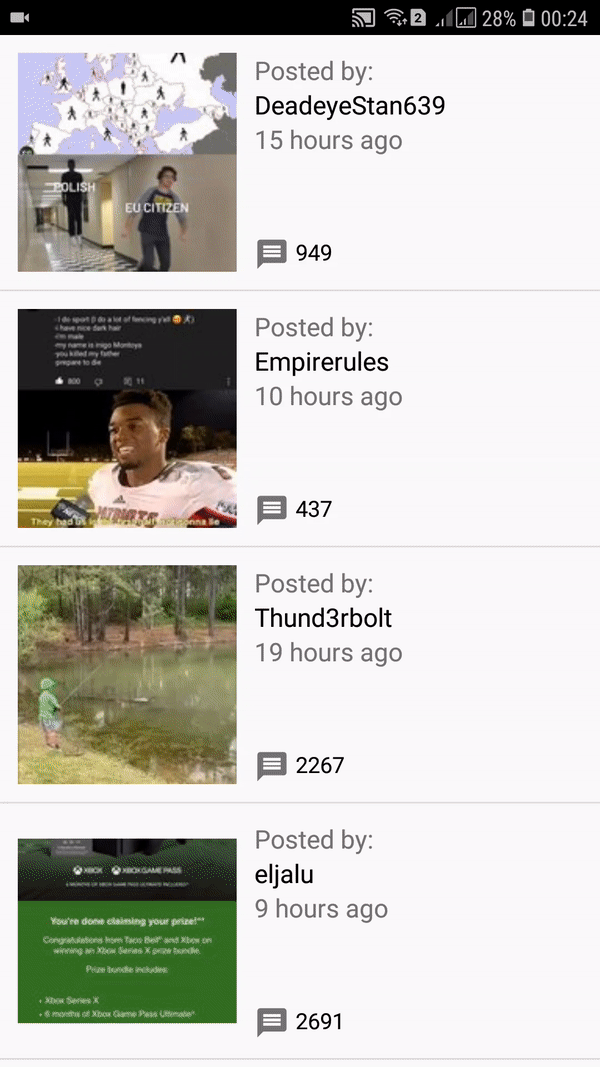 2 28% 00:24
Posted by:
DeadeyeStan639
15 hours ago
POLISH
EU CITIZEN
949
-I do sport (I do a lot of fencing y'all
-i have nice dark hair
-i'm male
-my name is inigo Montoya
-you killed my father
-prepare to die
800 11
Posted by:
Empirerules
10 hours ago
PATRIOTS
They had us in the first half, not gonna lie
437
Posted by:
Thund3rbolt
19 hours ago
2267
Posted by:
eljalu
9 hours ago
XBOX XBOX GAME PASS
6 MONTHS OF XBOX GAME PASS ULTIMATE INCLUDED*
You're done claiming your prize!**
Congratulations from Taco Bell® and Xbox on
winning an Xbox Series X prize bundle.
Prize bundle includes:
• Xbox Series X
• 6 months of Xbox Game Pass Ultimate*
2691